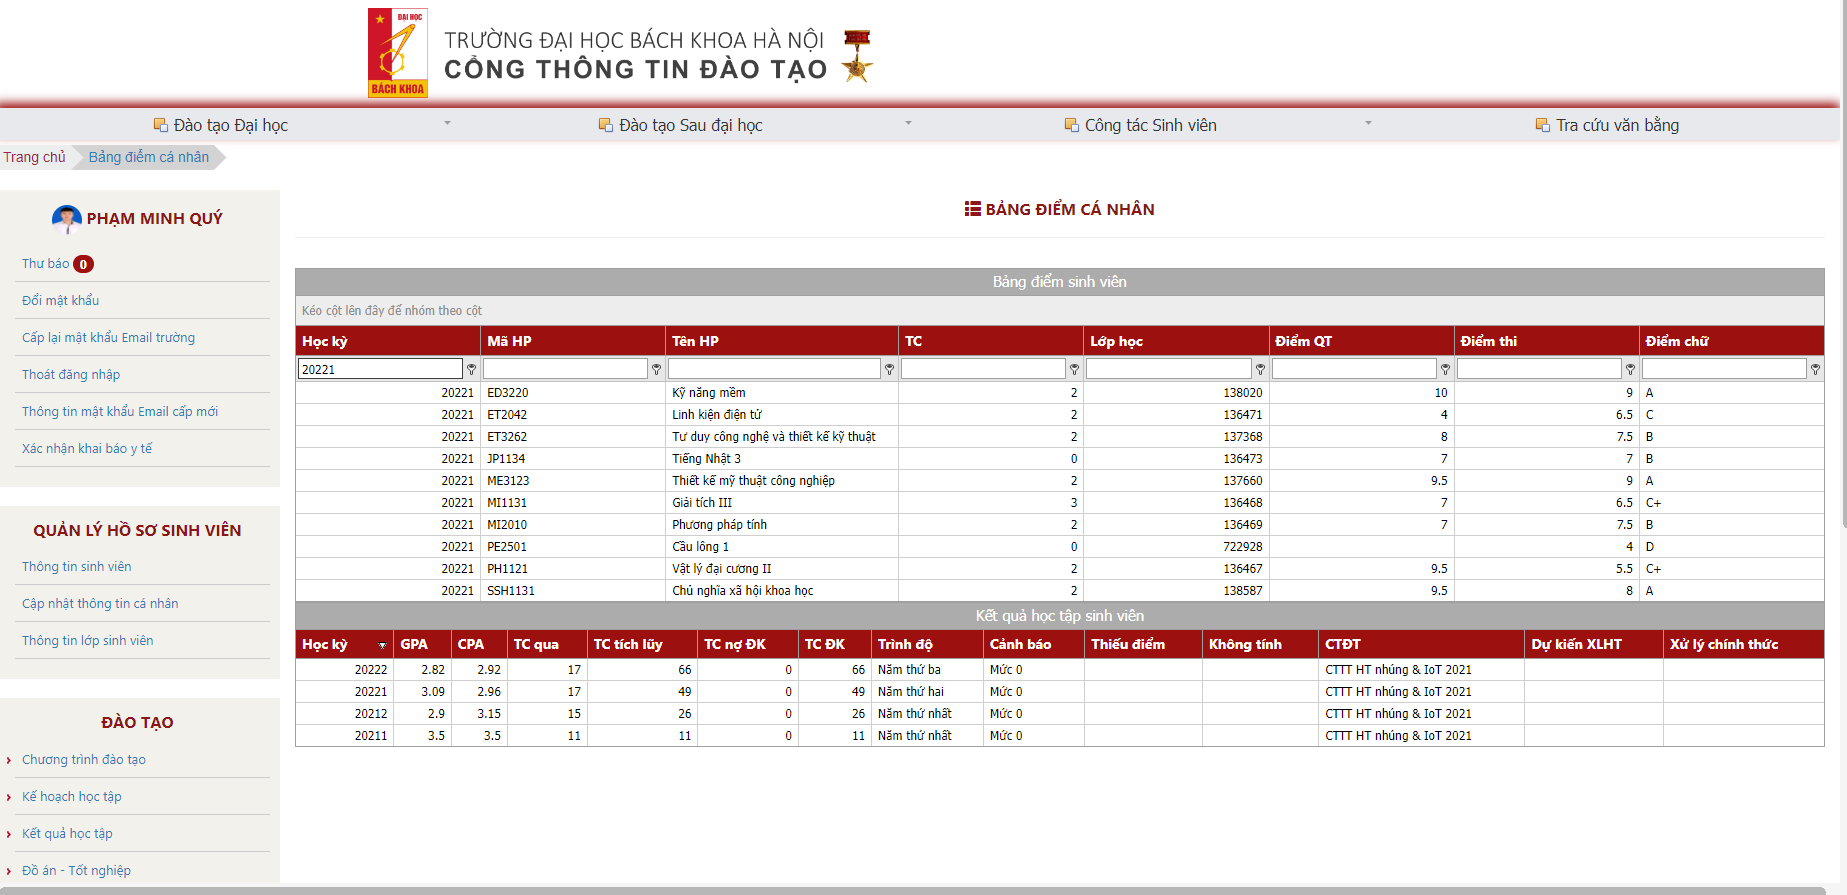 ĐẠI HỌC
BÁCH KHOA
TRƯỜNG ĐẠI HỌC BÁCH KHOA HÀ NỘI
CỔNG THÔNG TIN ĐÀO TẠO
Đào tạo Đại học Đào tạo Sau đại học Công tác Sinh viên Tra cứu văn bằng
Trang chủ Bảng điểm cá nhân
PHẠM MINH QUÝ
Thư báo 0
Đổi mật khẩu
Cấp lại mật khẩu Email trường
Thoát đăng nhập
Thông tin mật khẩu Email cấp mới
Xác nhận khai báo y tế
QUẢN LÝ HỒ SƠ SINH VIÊN
Thông tin sinh viên
Cập nhật thông tin cá nhân
Thông tin lớp sinh viên
ĐÀO TẠO
Chương trình đào tạo
Kế hoạch học tập
Kết quả học tập
Đồ án - Tốt nghiệp
BẢNG ĐIỂM CÁ NHÂN
Bảng điểm sinh viên
Kéo cột lên đây để nhóm theo cột
Học kỳ Mã HP Tên HP TC Lớp học Điểm QT Điểm thi Điểm chữ
20221
20221 ED3220 Kỹ năng mềm 2 138020 10 9 A
20221 ET2042 Linh kiện điện tử 2 136471 4 6.5 C
20221 ET3262 Tư duy công nghệ và thiết kế kỹ thuật 2 137368 8 7.5 B
20221 JP1134 Tiếng Nhật 3 0 136473 7 7 B
20221 ME3123 Thiết kế mỹ thuật công nghiệp 2 137660 9.5 9 A
20221 MI1131 Giải tích III 3 136468 7 6.5 C+
20221 MI2010 Phương pháp tính 2 136469 7 7.5 B
20221 PE2501 Cầu lông 1 0 722928 4 D
20221 PH1121 Vật lý đại cương II 2 136467 9.5 5.5 C+
20221 SSH1131 Chủ nghĩa xã hội khoa học 2 138587 9.5 8 A
Kết quả học tập sinh viên
Học kỳ GPA CPA TC qua TC tích lũy TC nợ ĐK TC ĐK Trình độ Cảnh báo Thiếu điểm Không tính CTĐT Dự kiến XLHT Xử lý chính thức
20222 2.82 2.92 17 66 0 66 Năm thứ ba Mức 0 CTTT HT nhúng & IoT 2021
20221 3.09 2.96 17 49 0 49 Năm thứ hai Mức 0 CTTT HT nhúng & IoT 2021
20212 2.9 3.15 15 26 0 26 Năm thứ nhất Mức 0 CTTT HT nhúng & IoT 2021
20211 3.5 3.5 11 11 0 11 Năm thứ nhất Mức 0 CTTT HT nhúng & IoT 2021